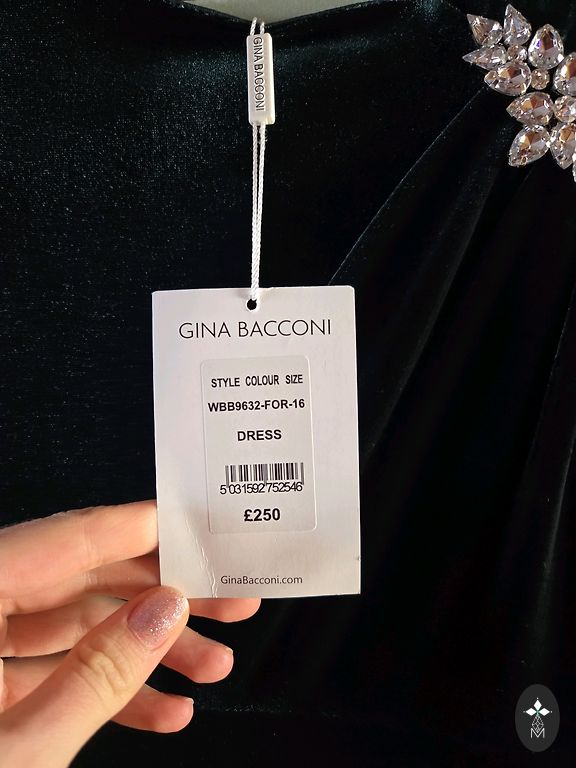 GINA BACCONI
GINA BACCONI
STYLE COLOUR SIZE
WBB9632-FOR-16
DRESS
5 031592 752546
£250
GinaBacconi.com
M